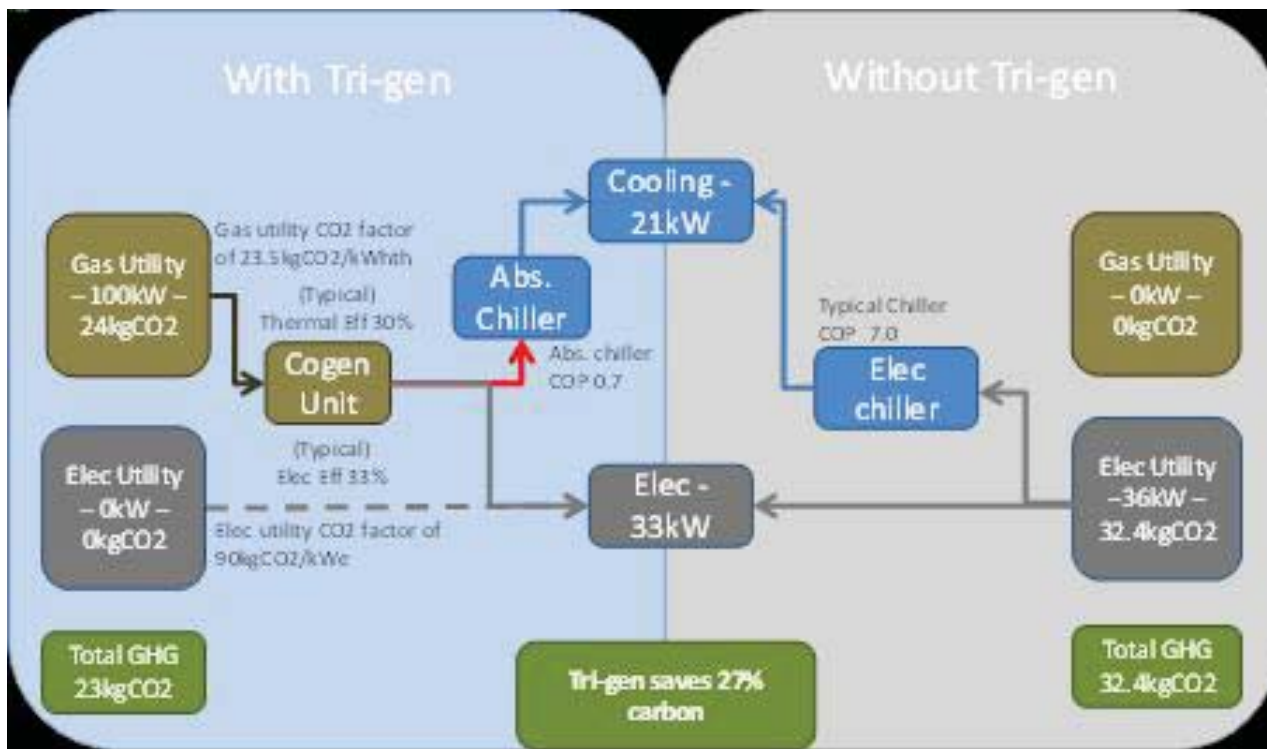 With Tri-gen
Without Tri-gen
Gas Utility
– 100kW –
24kgCO2
Gas utility CO2 factor
of 23.5kgCO2/kWhth
(Typical)
Thermal Eff 30%
Cogen
Unit
(Typical)
Elec Eff 33%
Abs.
Chiller
Abs. chiller
COP 0.7
Cooling -
21kW
Elec Utility
– 0kW –
0kgCO2
Elec utility CO2 factor of
90kgCO2/kWe
Elec -
33kW
Typical Chiller
COP 7.0
Elec
chiller
Gas Utility
– 0kW –
0kgCO2
Elec Utility
–36kW –
32.4kgCO2
Total GHG
23kgCO2
Tri-gen saves 27%
carbon
Total GHG
32.4kgCO2